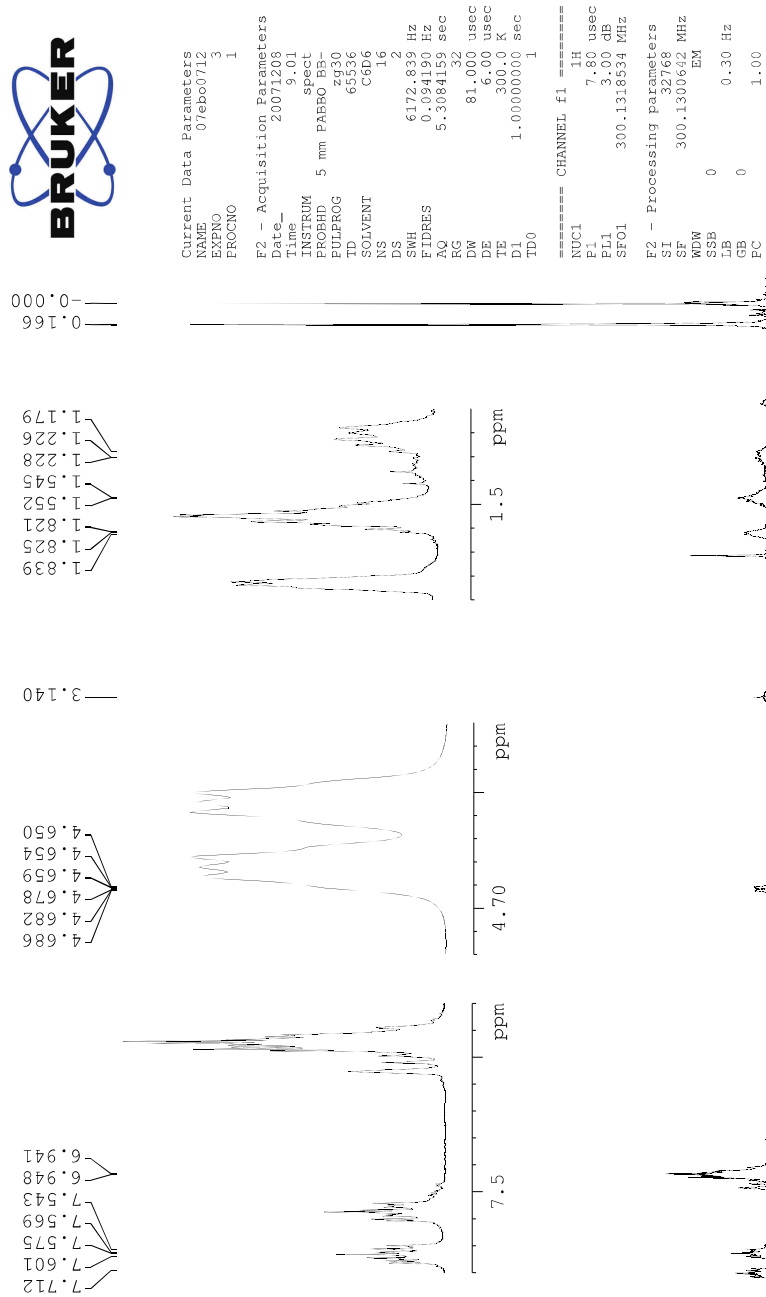 BRUKER
Current Data Parameters
NAME 07ebo0712
EXPNO 3
PROCNO 1
F2 - Acquisition Parameters
Date_ 20071208
Time 9.01
INSTRUM spect
PROBHD 5 mm PABBO BB-
PULPROG zg30
TD 65536
SOLVENT C6D6
NS 16
DS 2
SWH 6172.839 Hz
FIDRES 0.094190 Hz
AQ 5.3084159 sec
RG 32
DW 81.000 usec
DE 6.00 usec
TE 300.0 K
D1 1.00000000 sec
TD0 1
======== CHANNEL f1 ========
NUC1 1H
P1 7.80 usec
PL1 3.00 dB
SFO1 300.1318534 MHz
F2 - Processing parameters
SI 32768
SF 300.1300642 MHz
WDW EM
SSB 0
LB 0.30 Hz
GB 0
PC 1.00
7.712
7.601
7.575
7.569
7.543
6.948
6.941
4.686
4.682
4.678
4.659
4.654
4.650
3.140
1.839
1.825
1.821
1.552
1.545
1.228
1.226
1.179
0.166
-0.000
7.5
ppm
4.70
ppm
1.5
ppm